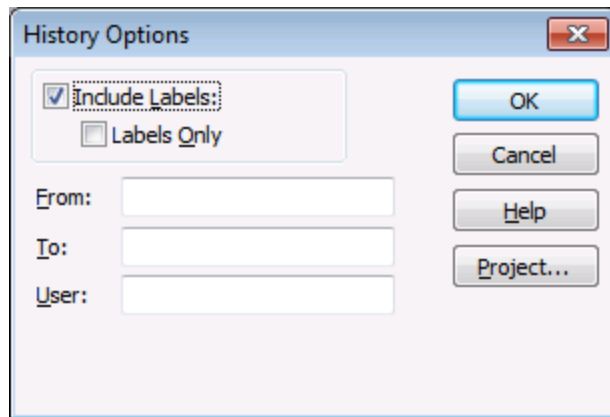 History Options
Include Labels:
Labels Only
OK
Cancel
From:
Help
To:
Project...
User: